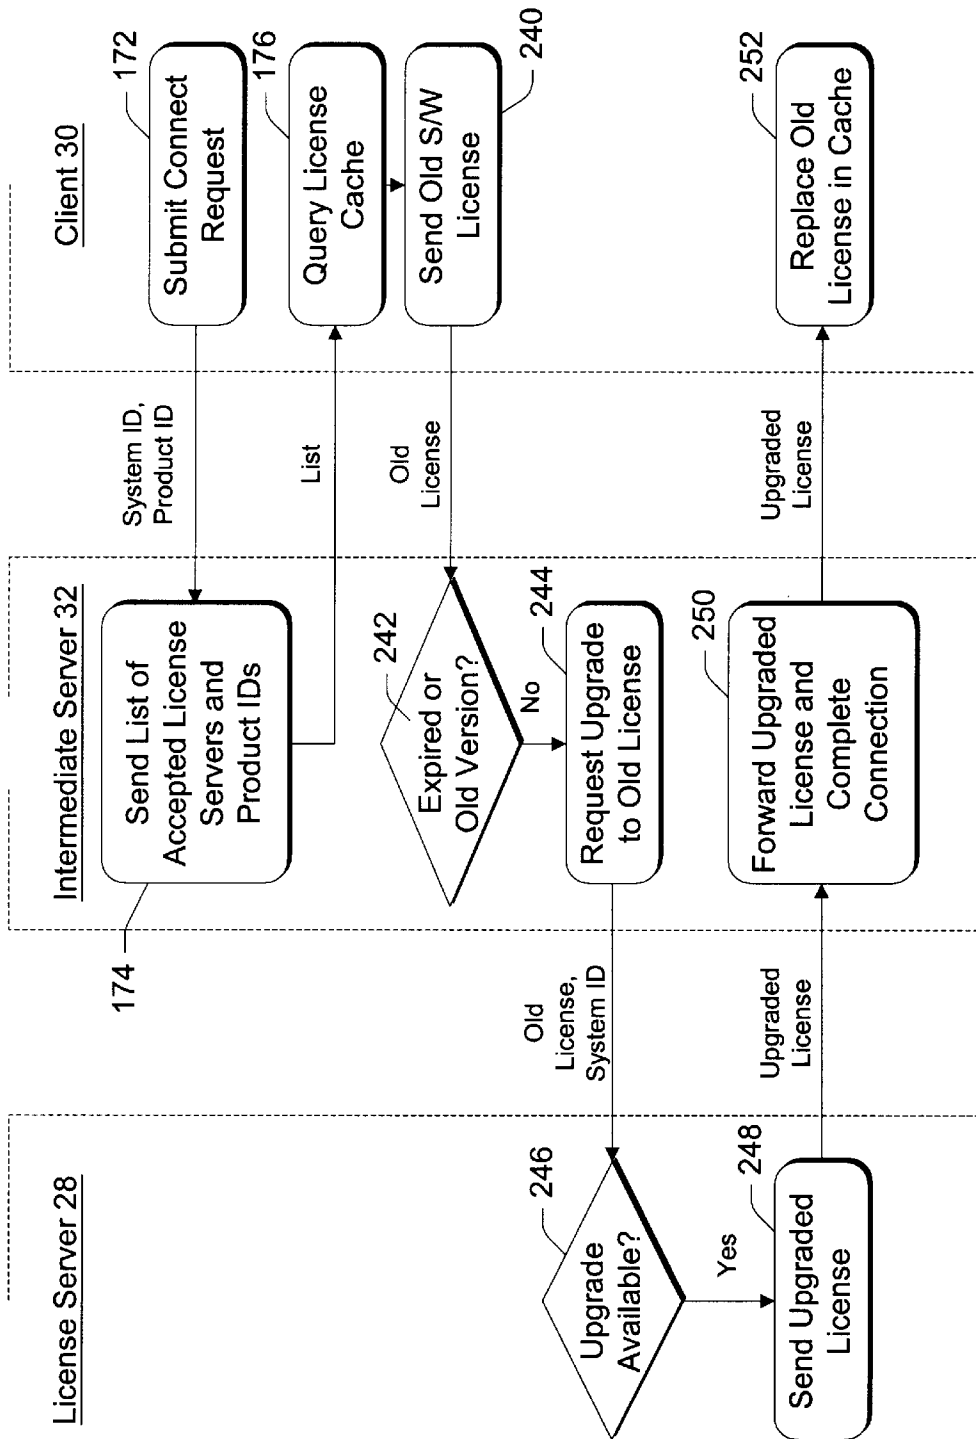 License Server 28
Intermediate Server 32
Client 30
172
Submit Connect
Request
System ID,
Product ID
174
Send List of
Accepted License
Servers and
Product IDs
List
176
Query License
Cache
240
Send Old S/W
License
Old
License
242
Expired or
Old Version?
No
244
Request Upgrade
to Old License
Old
License,
System ID
246
Upgrade
Available?
Yes
248
Send Upgraded
License
Upgraded
License
250
Forward Upgraded
License and
Complete
Connection
Upgraded
License
252
Replace Old
License in Cache